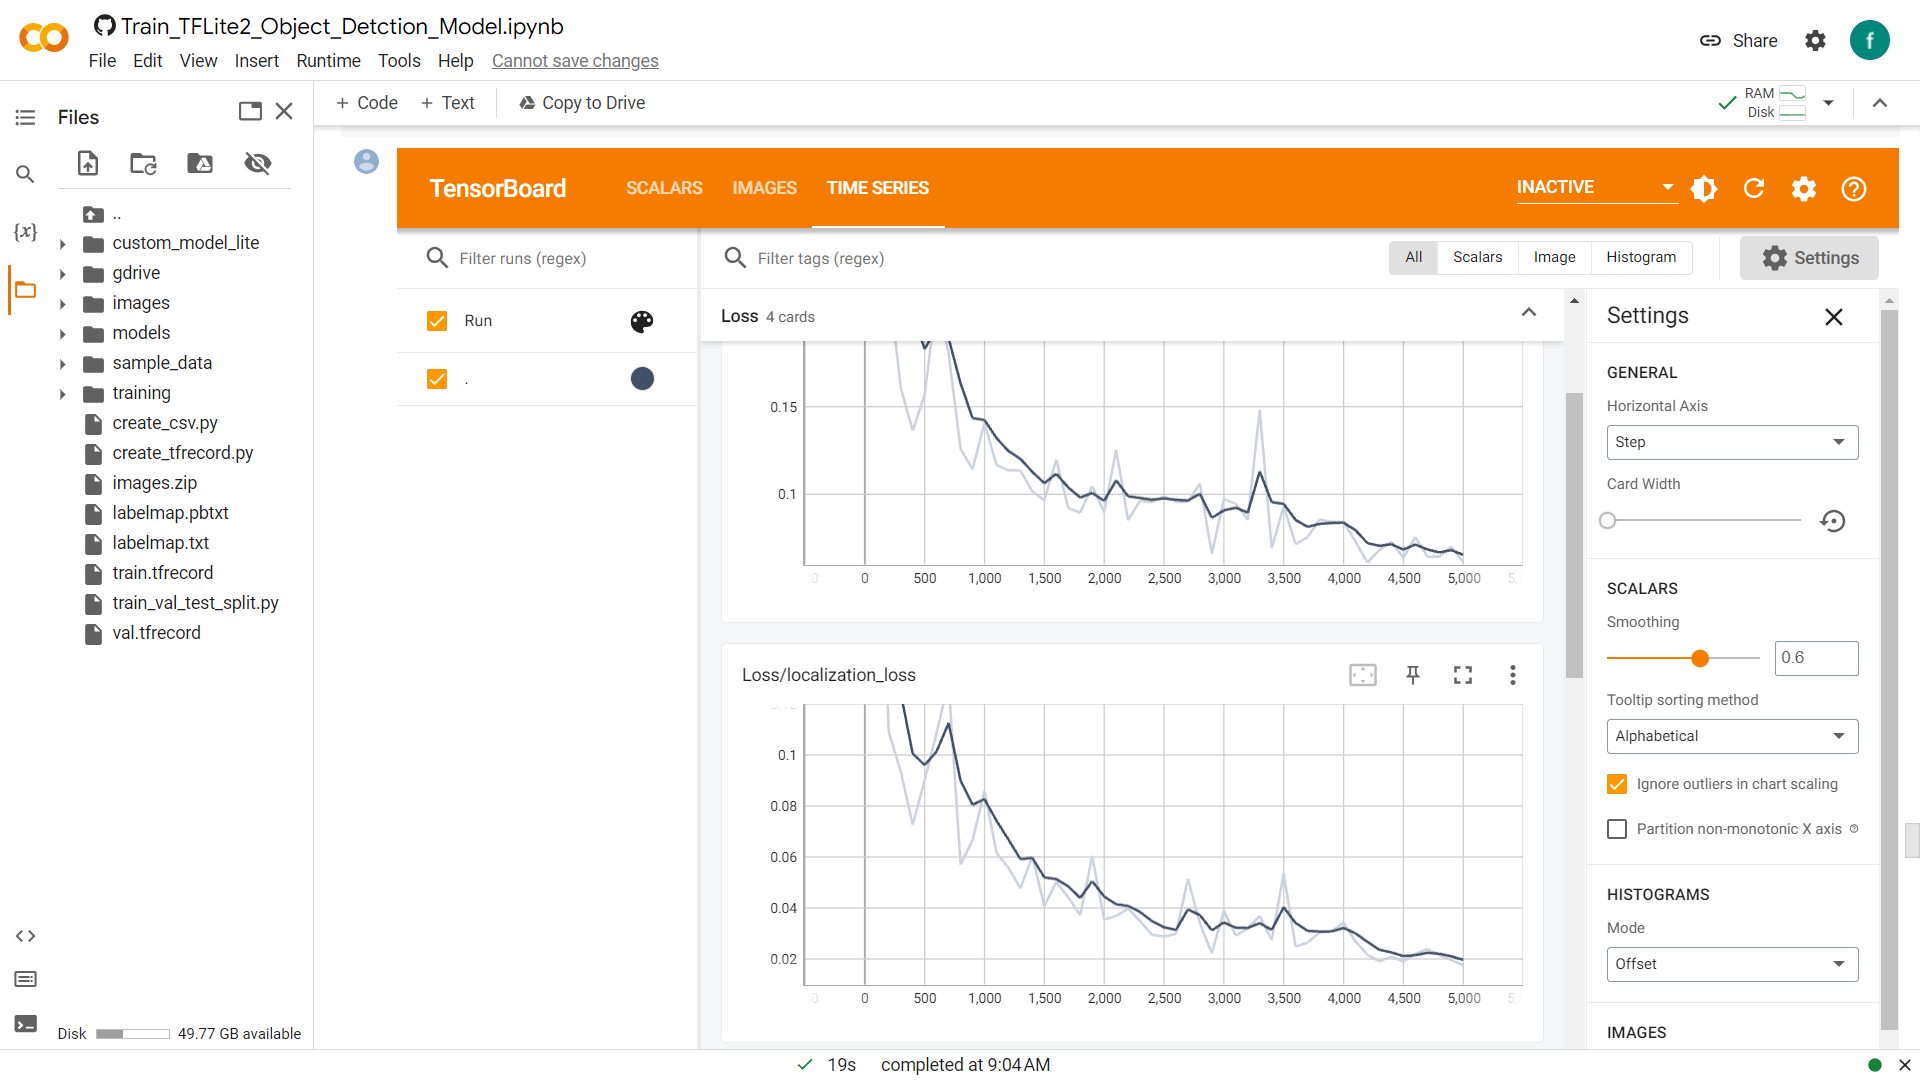 Train_TFLite2_Object_Detction_Model.ipynb
File Edit View Insert Runtime Tools Help Cannot save changes
Share
f
Files
+ Code + Text Copy to Drive
RAM
Disk
..
custom_model_lite
gdrive
images
models
sample_data
training
create_csv.py
create_tfrecord.py
images.zip
labelmap.pbtxt
labelmap.txt
train.tfrecord
train_val_test_split.py
val.tfrecord
{x}
Disk 49.77 GB available
TensorBoard SCALARS IMAGES TIME SERIES INACTIVE
Filter runs (regex)
Filter tags (regex)
All Scalars Image Histogram
Settings
Run
.
Loss 4 cards
0.15
0.1
0 500 1,000 1,500 2,000 2,500 3,000 3,500 4,000 4,500 5,000
Loss/localization_loss
0.12
0.1
0.08
0.06
0.04
0.02
0 500 1,000 1,500 2,000 2,500 3,000 3,500 4,000 4,500 5,000
Settings
GENERAL
Horizontal Axis
Step
Card Width
SCALARS
Smoothing
0.6
Tooltip sorting method
Alphabetical
Ignore outliers in chart scaling
Partition non-monotonic X axis
HISTOGRAMS
Mode
Offset
IMAGES
19s completed at 9:04 AM